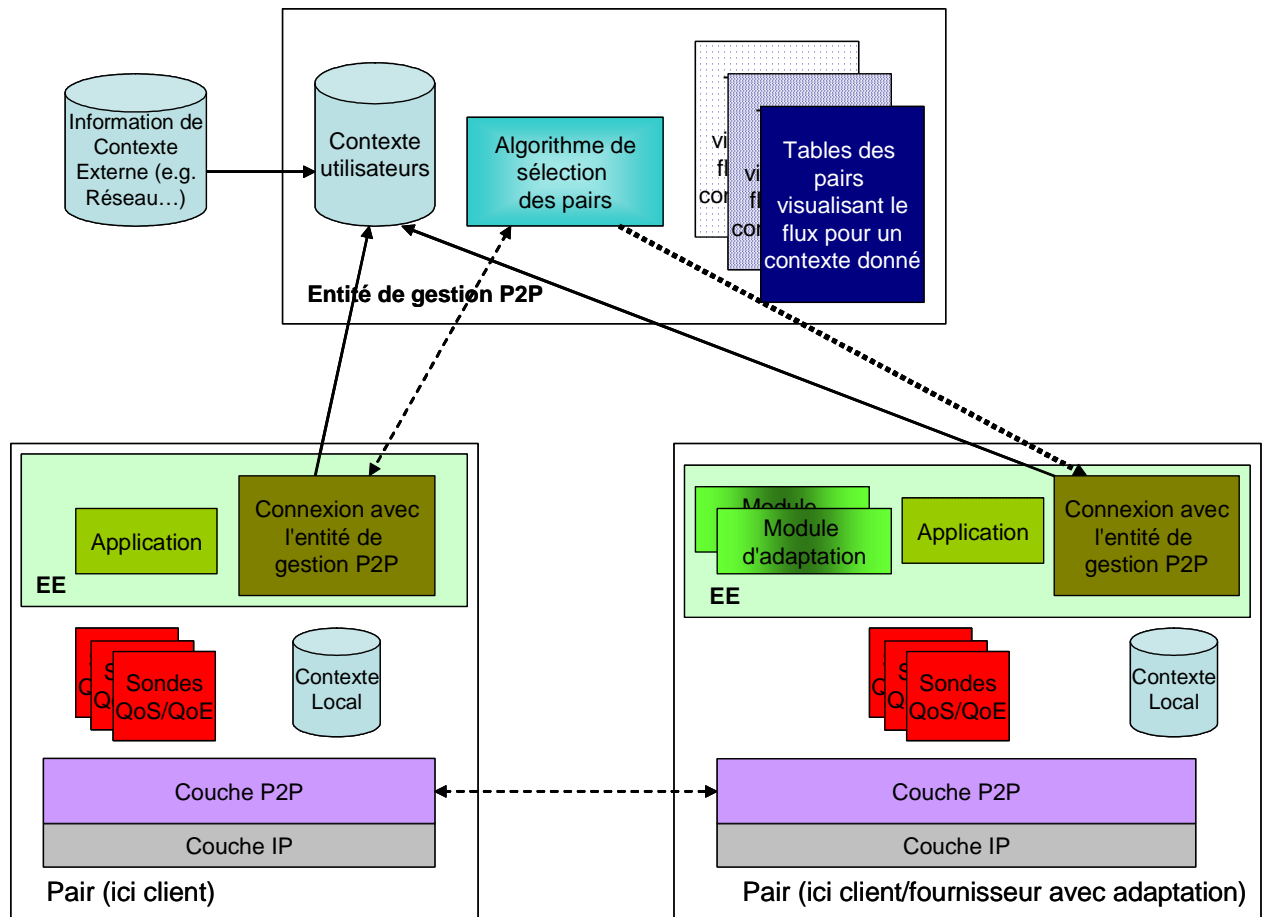 Information de
Contexte
Externe (e.g.
Réseau…)
Contexte
utilisateurs
Algorithme de
sélection
des pairs
Tables des
pairs
visualisant le
flux pour un
contexte donné
Entité de gestion P2P
Application
Connexion avec
l'entité de
gestion P2P
EE
Sondes
QoS/QoE
Contexte
Local
Couche P2P
Couche IP
Pair (ici client)
Module
Module
d'adaptation
Application
Connexion avec
l'entité de
gestion P2P
EE
Sondes
QoS/QoE
Contexte
Local
Couche P2P
Couche IP
Pair (ici client/fournisseur avec adaptation)